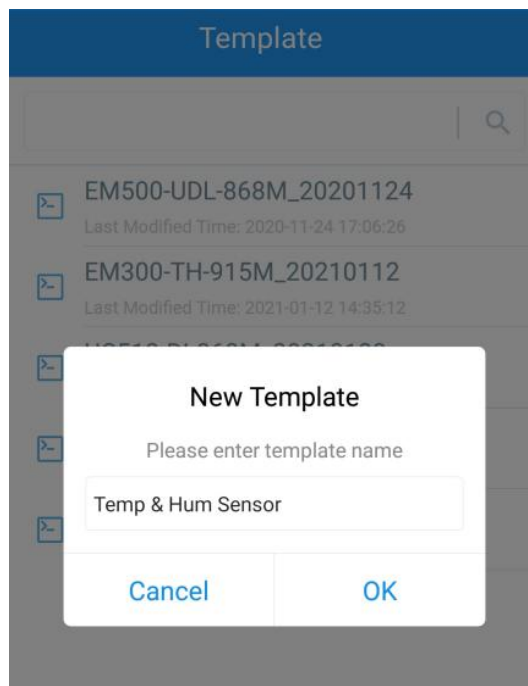 Template
EM500-UDL-868M_20201124
Last Modified Time: 2020-11-24 17:06:26
EM300-TH-915M_20210112
Last Modified Time: 2021-01-12 14:35:12
New Template
Please enter template name
Temp & Hum Sensor
Cancel
OK